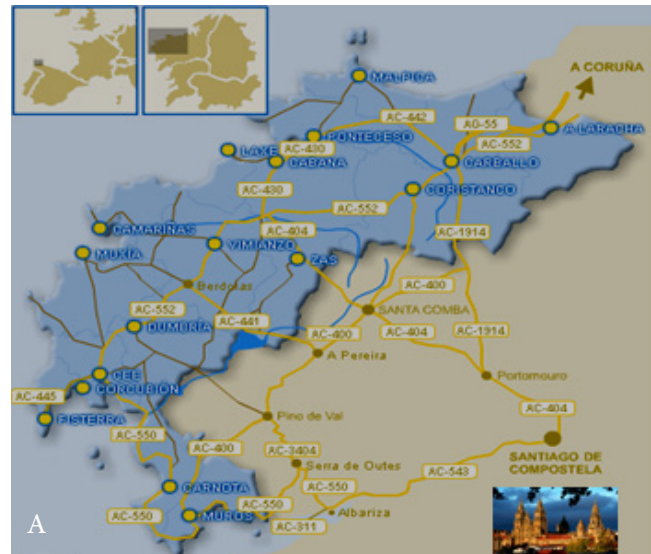 A CORUÑA
MALPICA
AC-442
AG-55
A LARACHA
PONTECESO
AC-552
LAXE
AC-430
CABANA
CARBALLO
AC-430
CORISTANCO
AC-552
CAMARIÑAS
AC-404
AC-1914
VIMIANZO
MUXÍA
ZAS
AC-400
Berdoias
AC-552
SANTA COMBA
AC-441
DUMBRÍA
AC-400
AC-404
AC-1914
A Pereira
CEE
Portomouro
CORCUBIÓN
AC-445
AC-404
FISTERRA
Pino de Val
AC-550
AC-400
AC-3404
SANTIAGO DE
COMPOSTELA
Serra de Outes
AC-543
CARNOTA
AC-550
AC-550
MUROS
AC-550
Albariza
AC-311
A